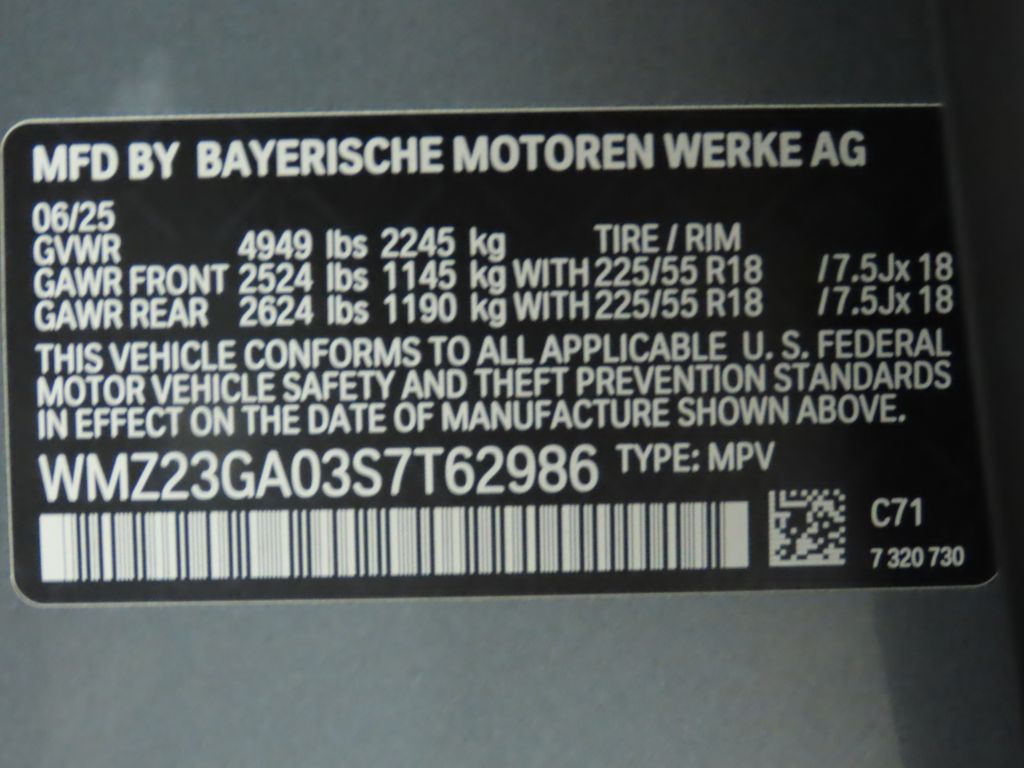 MFD BY BAYERISCHE MOTOREN WERKE AG
06/25
GVWR 4949 lbs 2245 kg TIRE / RIM
GAWR FRONT 2524 lbs 1145 kg WITH 225/55 R18 /7.5Jx 18
GAWR REAR 2624 lbs 1190 kg WITH 225/55 R18 /7.5Jx 18
THIS VEHICLE CONFORMS TO ALL APPLICABLE U. S. FEDERAL
MOTOR VEHICLE SAFETY AND THEFT PREVENTION STANDARDS
IN EFFECT ON THE DATE OF MANUFACTURE SHOWN ABOVE.
WMZ23GA03S7T62986 TYPE: MPV
C71
7 320 730